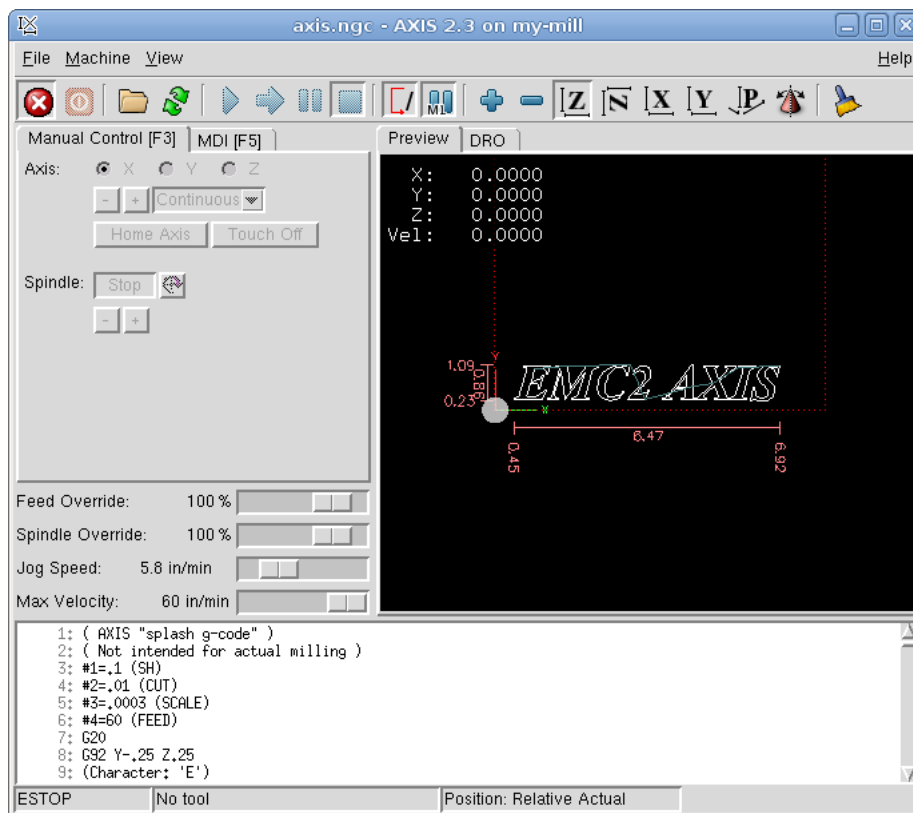 axis.ngc - AXIS 2.3 on my-mill
File Machine View Help
M1 Z N X Y P
Manual Control [F3] MDI [F5]
Preview DRO
Axis: X Y Z
- + Continuous
Home Axis Touch Off
Spindle: Stop
- +
X: 0.0000
Y: 0.0000
Z: 0.0000
Vel: 0.0000
Y
1.09
0.86
0.23
EMC2 AXIS
X
0.45
6.47
6.92
Feed Override: 100 %
Spindle Override: 100 %
Jog Speed: 5.8 in/min
Max Velocity: 60 in/min
1: ( AXIS "splash g-code" )
2: ( Not intended for actual milling )
3: #1=.1 (SH)
4: #2=.01 (CUT)
5: #3=.0003 (SCALE)
6: #4=60 (FEED)
7: G20
8: G92 Y-.25 Z.25
9: (Character: 'E')
ESTOP No tool Position: Relative Actual